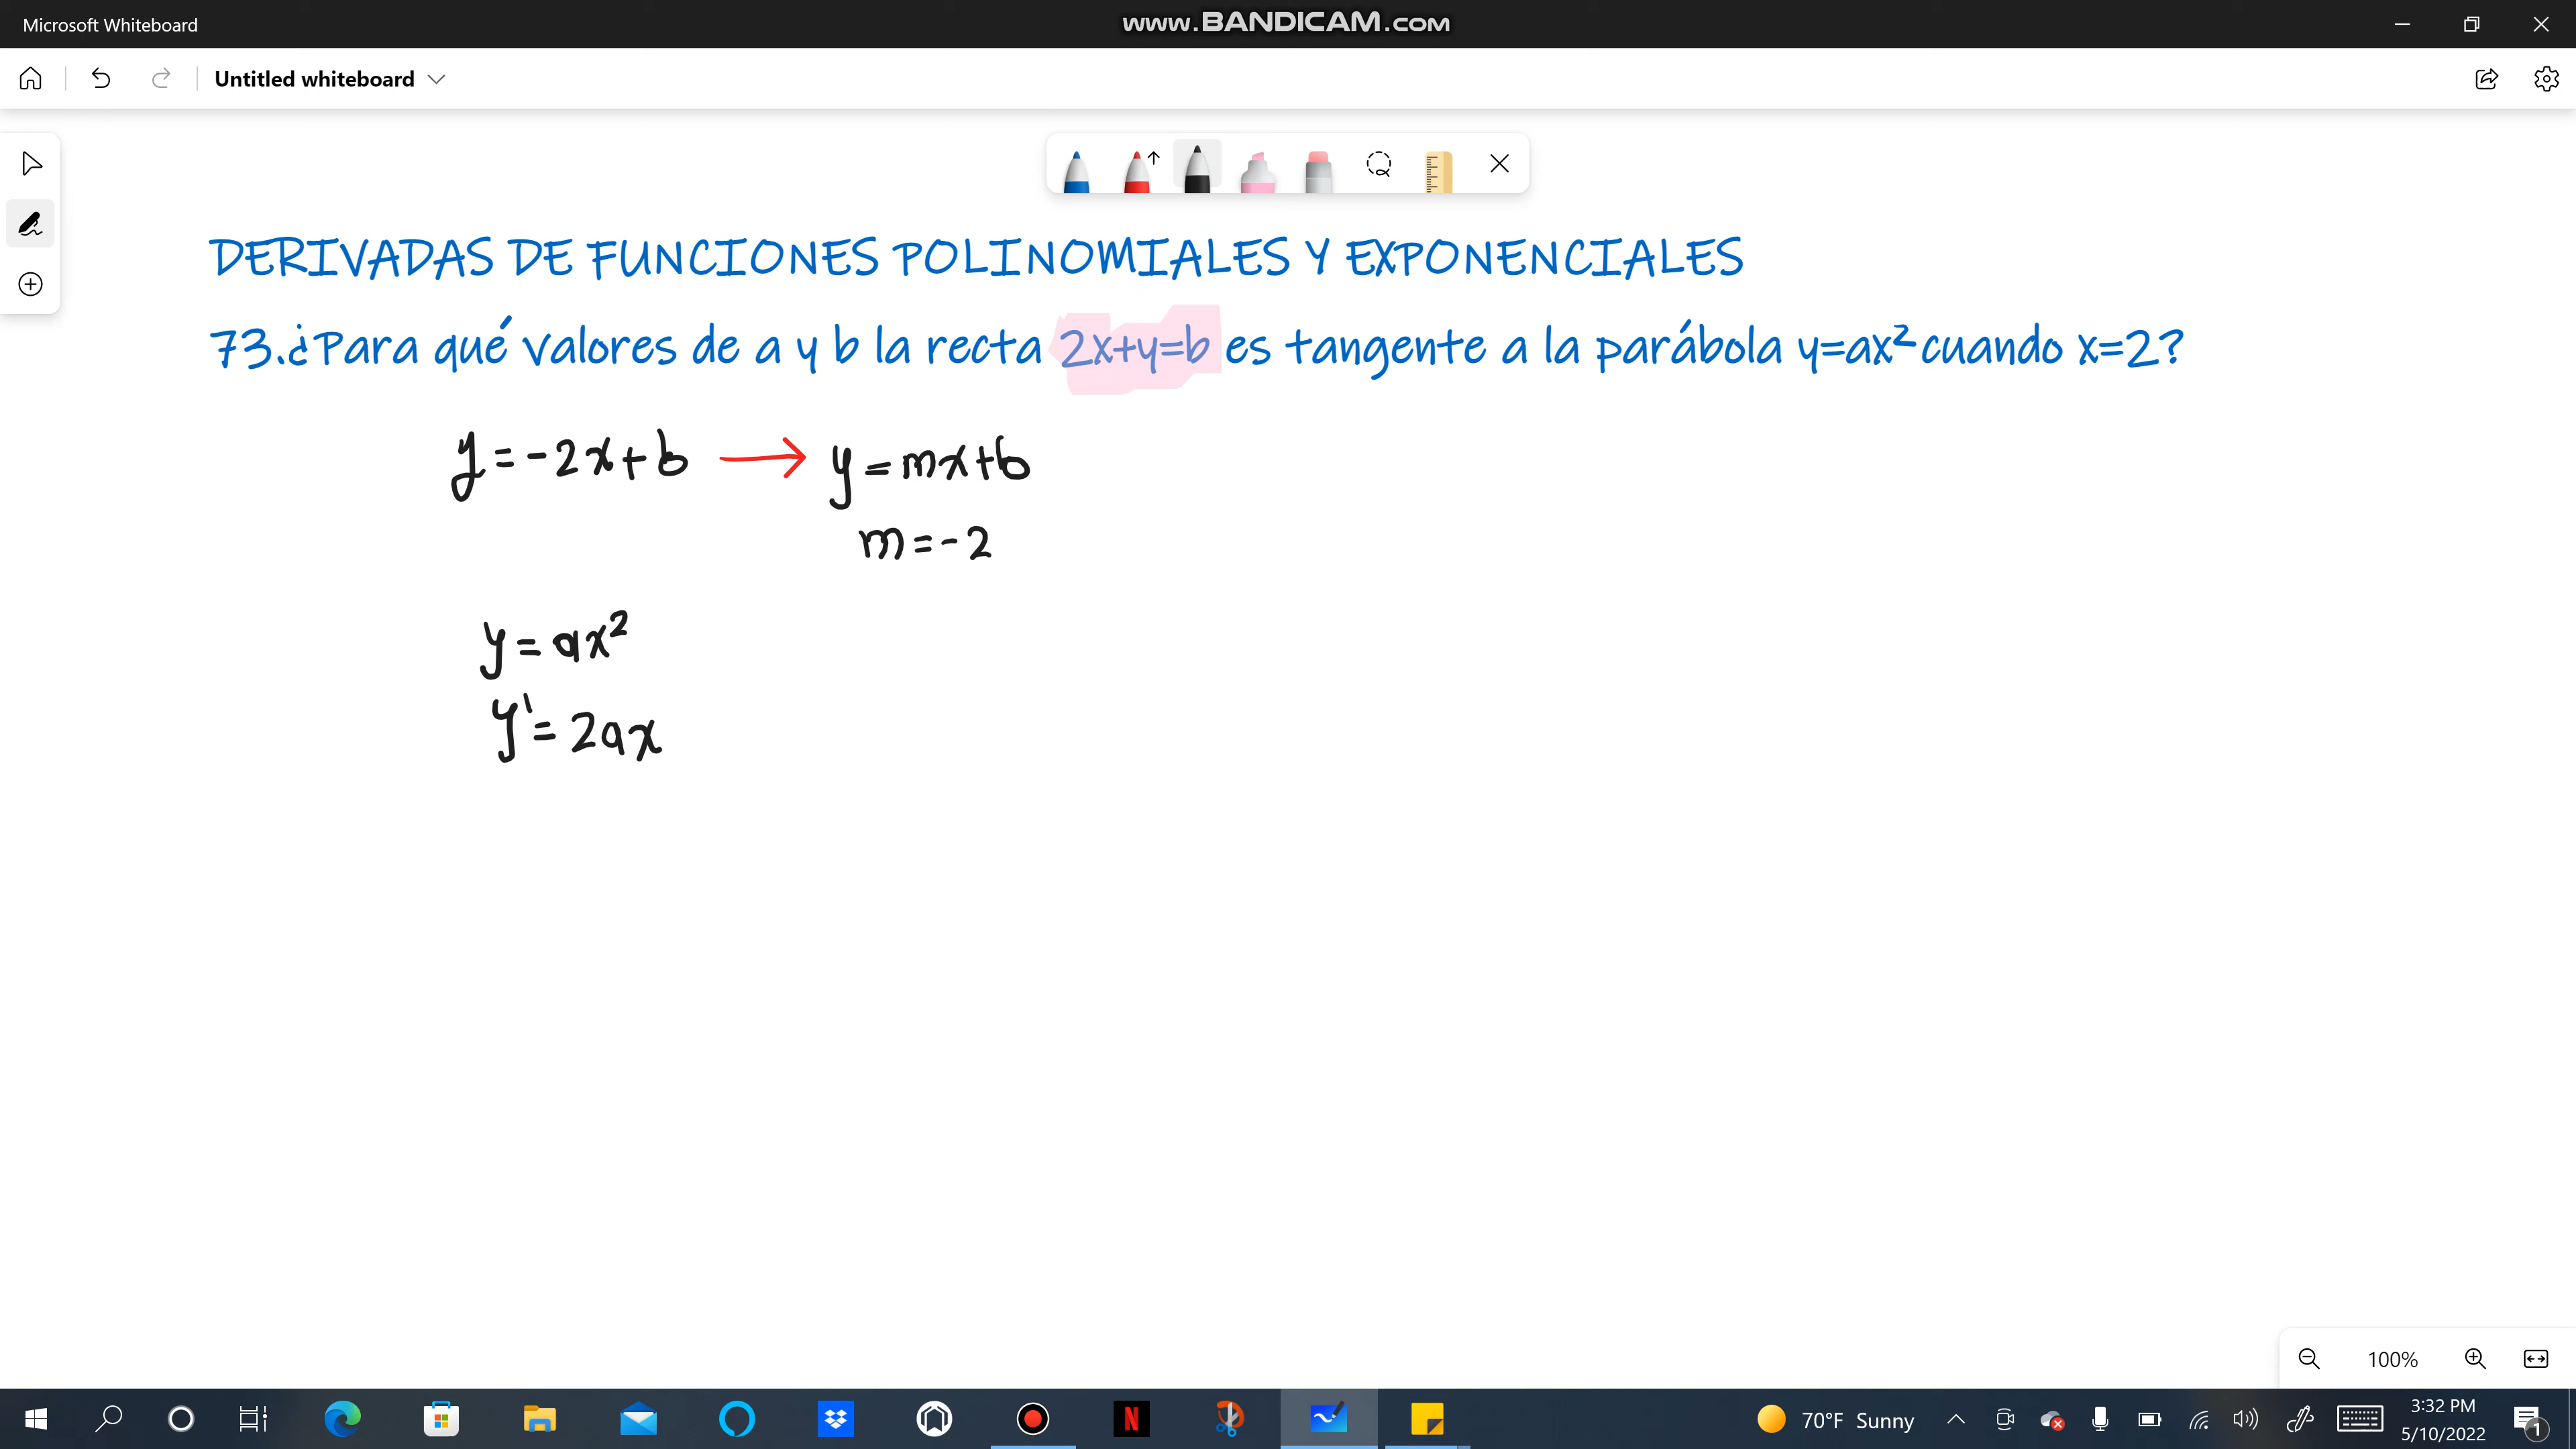 Microsoft Whiteboard
www.BANDICAM.com
Untitled whiteboard
DERIVADAS DE FUNCIONES POLINOMIALES Y EXPONENCIALES
73.¿Para qué valores de a y b la recta 2x+y=b es tangente a la parábola y=ax² cuando x=2?
y=-2x+b → y=mx+b
m=-2
y=ax²
y'=2ax
100%
70°F Sunny
3:32 PM
5/10/2022
1